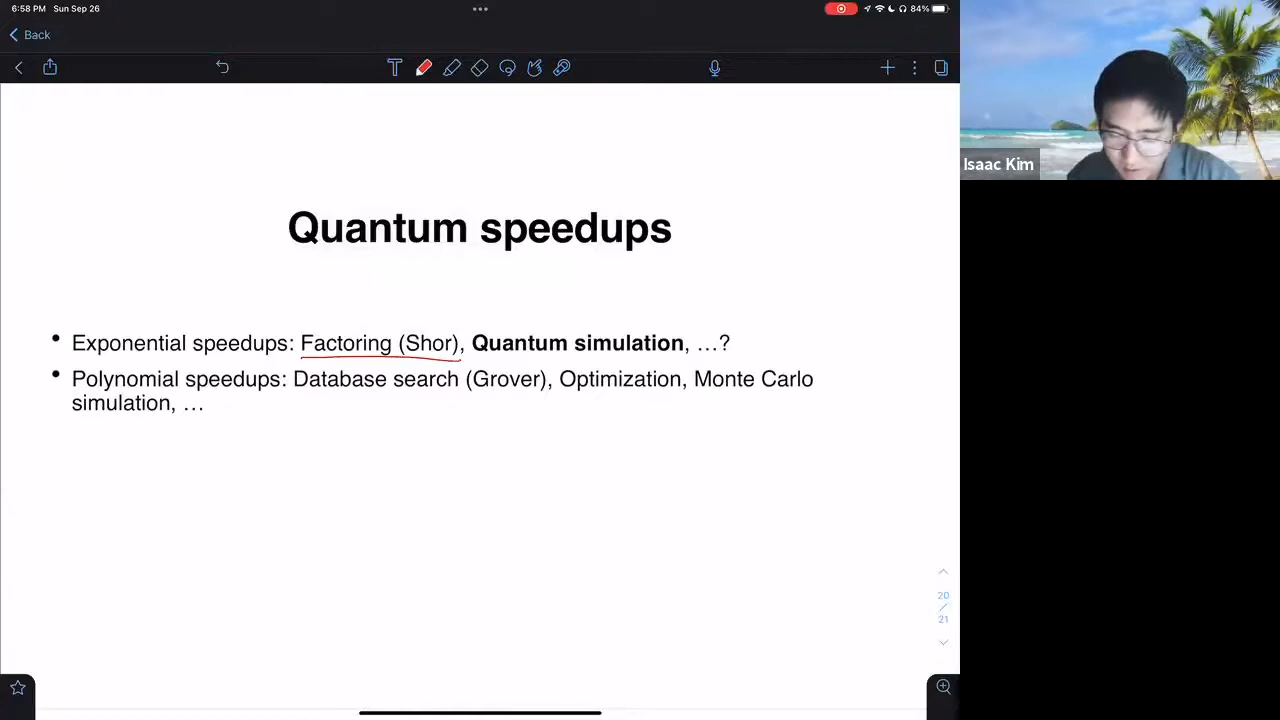 6:58 PM Sun Sep 26
84%
Back
Isaac Kim
Quantum speedups
• Exponential speedups: Factoring (Shor), Quantum simulation, …?
• Polynomial speedups: Database search (Grover), Optimization, Monte Carlo
simulation, …
20
/
21